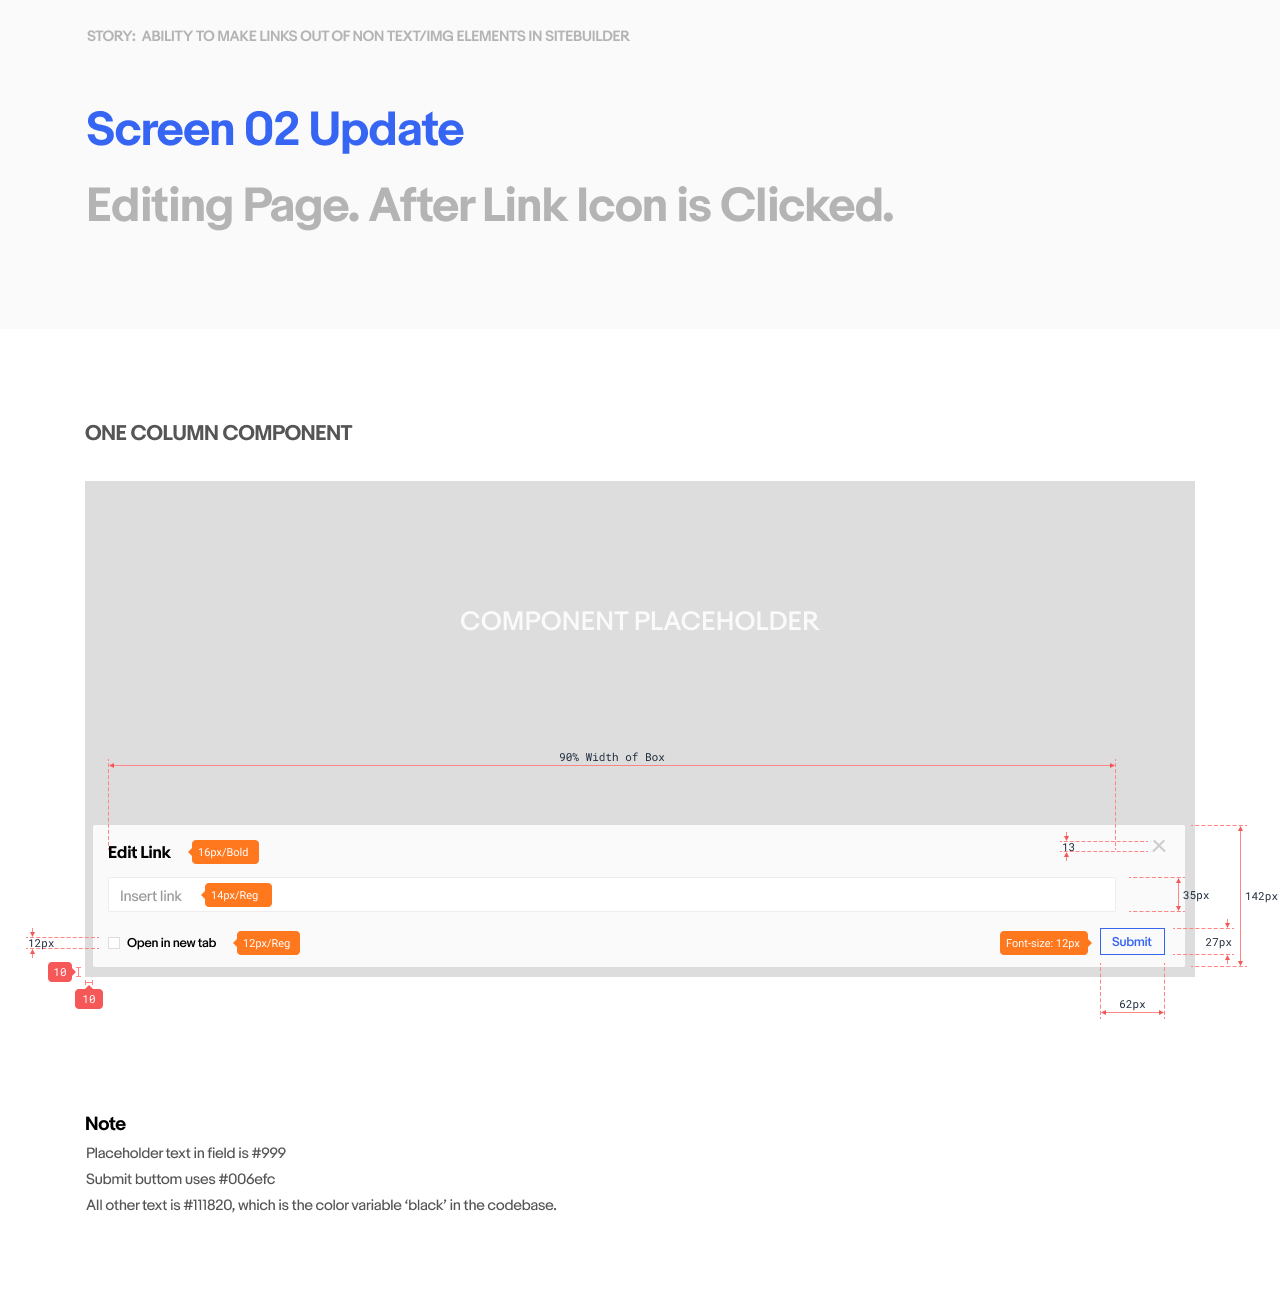 STORY: ABILITY TO MAKE LINKS OUT OF NON TEXT/IMG ELEMENTS IN SITEBUILDER
Screen 02 Update
Editing Page. After Link Icon is Clicked.
ONE COLUMN COMPONENT
COMPONENT PLACEHOLDER
90% Width of Box
Edit Link
16px/Bold
13
Insert link
14px/Reg
35px
142px
12px
Open in new tab
12px/Reg
Font-size: 12px
Submit
27px
10
10
62px
Note
Placeholder text in field is #999
Submit buttom uses #006efc
All other text is #111820, which is the color variable ‘black’ in the codebase.